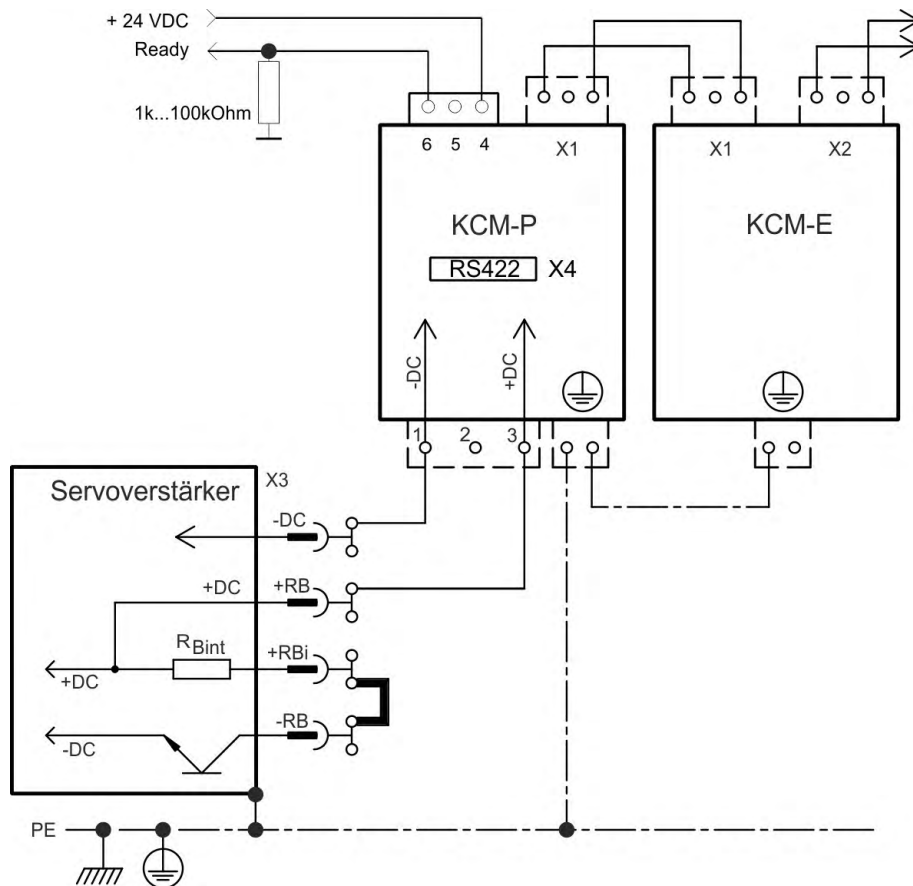 + 24 VDC
Ready
1k...100kOhm
6 5 4
X1
X1
X2
KCM-P
KCM-E
RS422
X4
-DC
+DC
1
2
3
Servoverstärker
X3
-DC
+DC
+RB
RBint
+RBi
+DC
-RB
-DC
PE